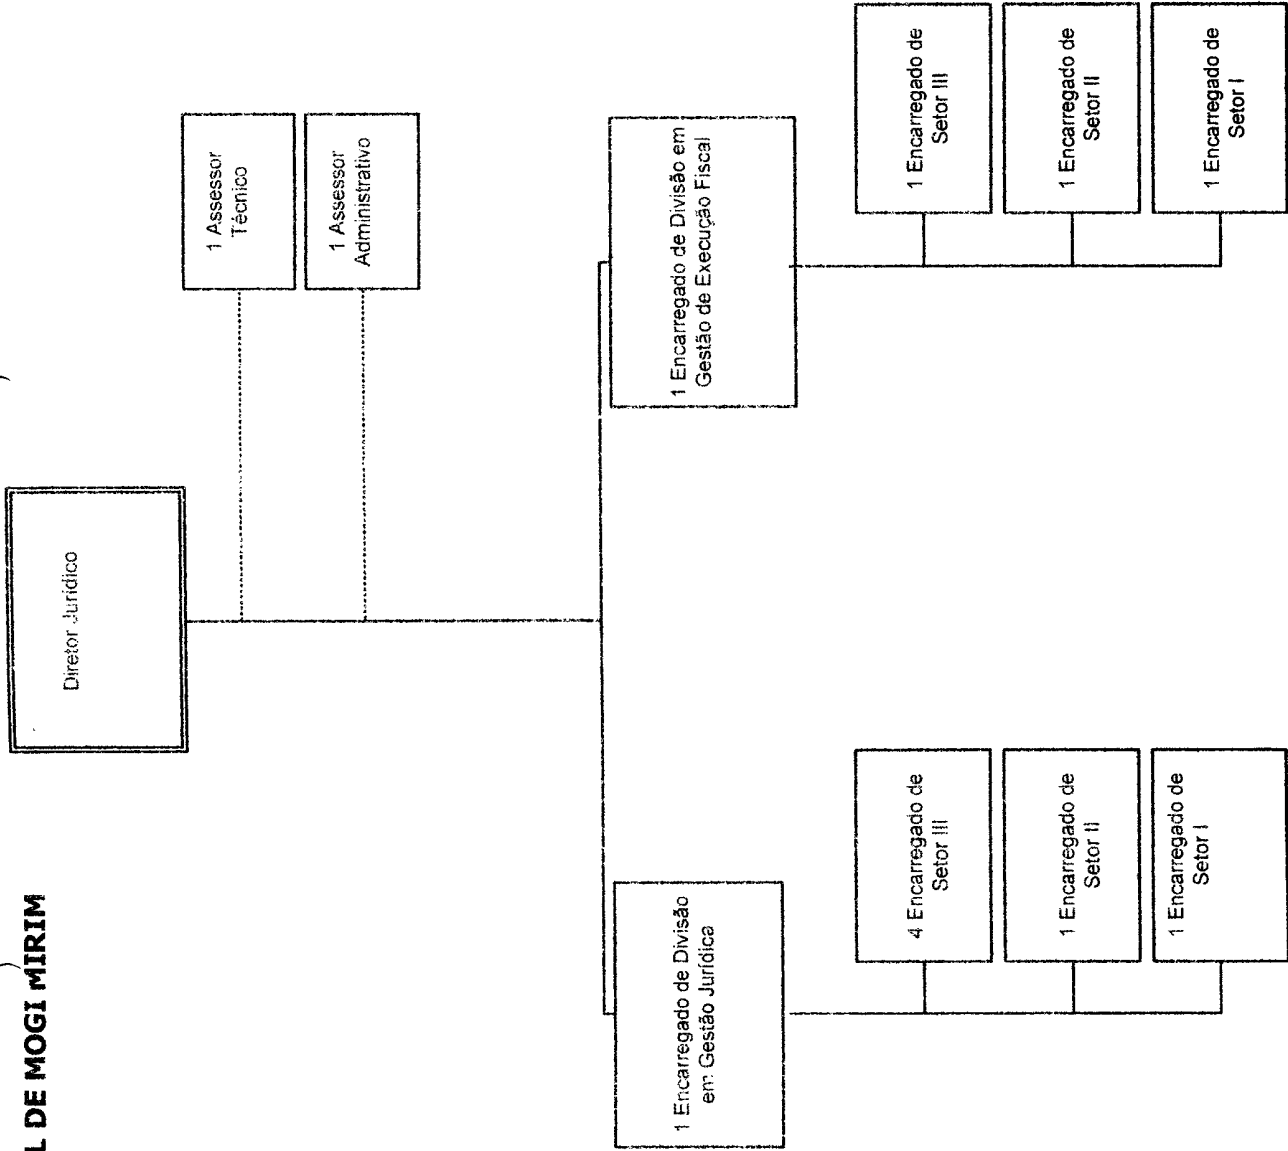 L DE MOGI MIRIM
Diretor Jurídico
1 Assessor
Técnico
1 Assessor
Administrativo
1 Encarregado de Divisão
em Gestão Jurídica
1 Encarregado de Divisão em
Gestão de Execução Fiscal
4 Encarregado de
Setor III
1 Encarregado de
Setor II
1 Encarregado de
Setor I
1 Encarregado de
Setor III
1 Encarregado de
Setor II
1 Encarregado de
Setor I